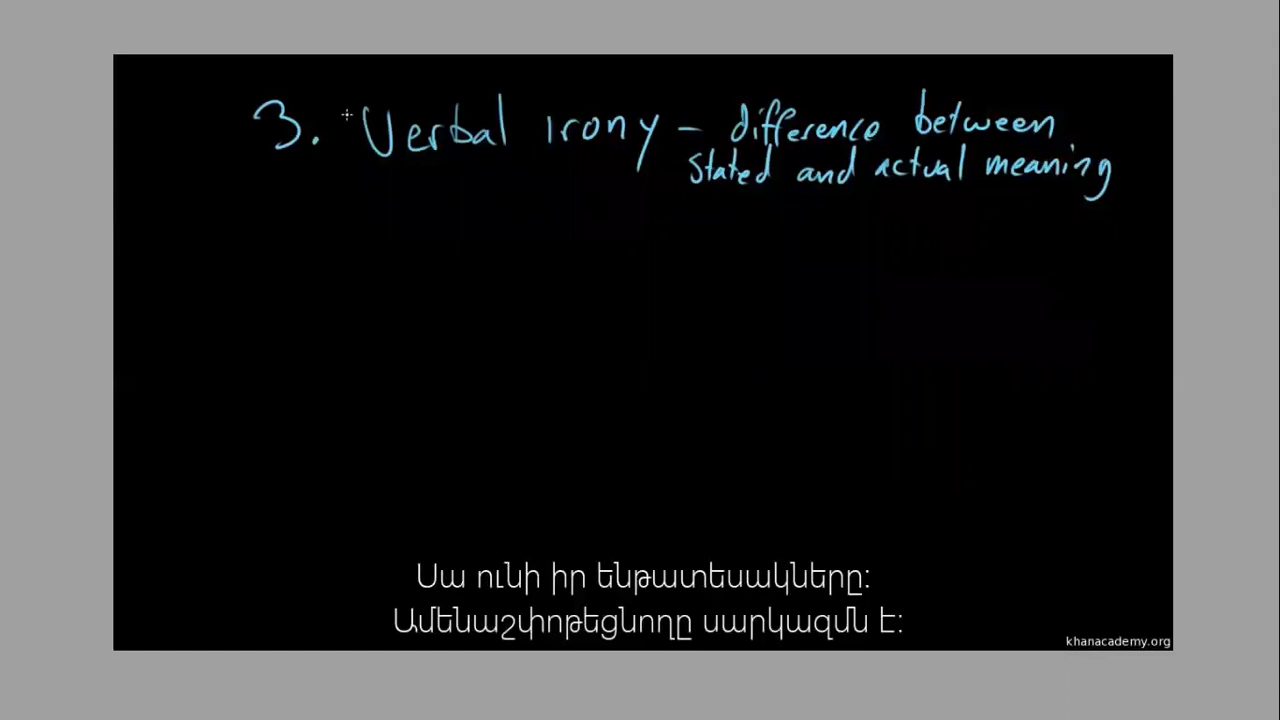 3. Verbal irony – difference between
stated and actual meaning
Սա ունի իր ենթատեսակները:
Ամենաշփոթեցնողը սարկազմն է:
khanacademy.org